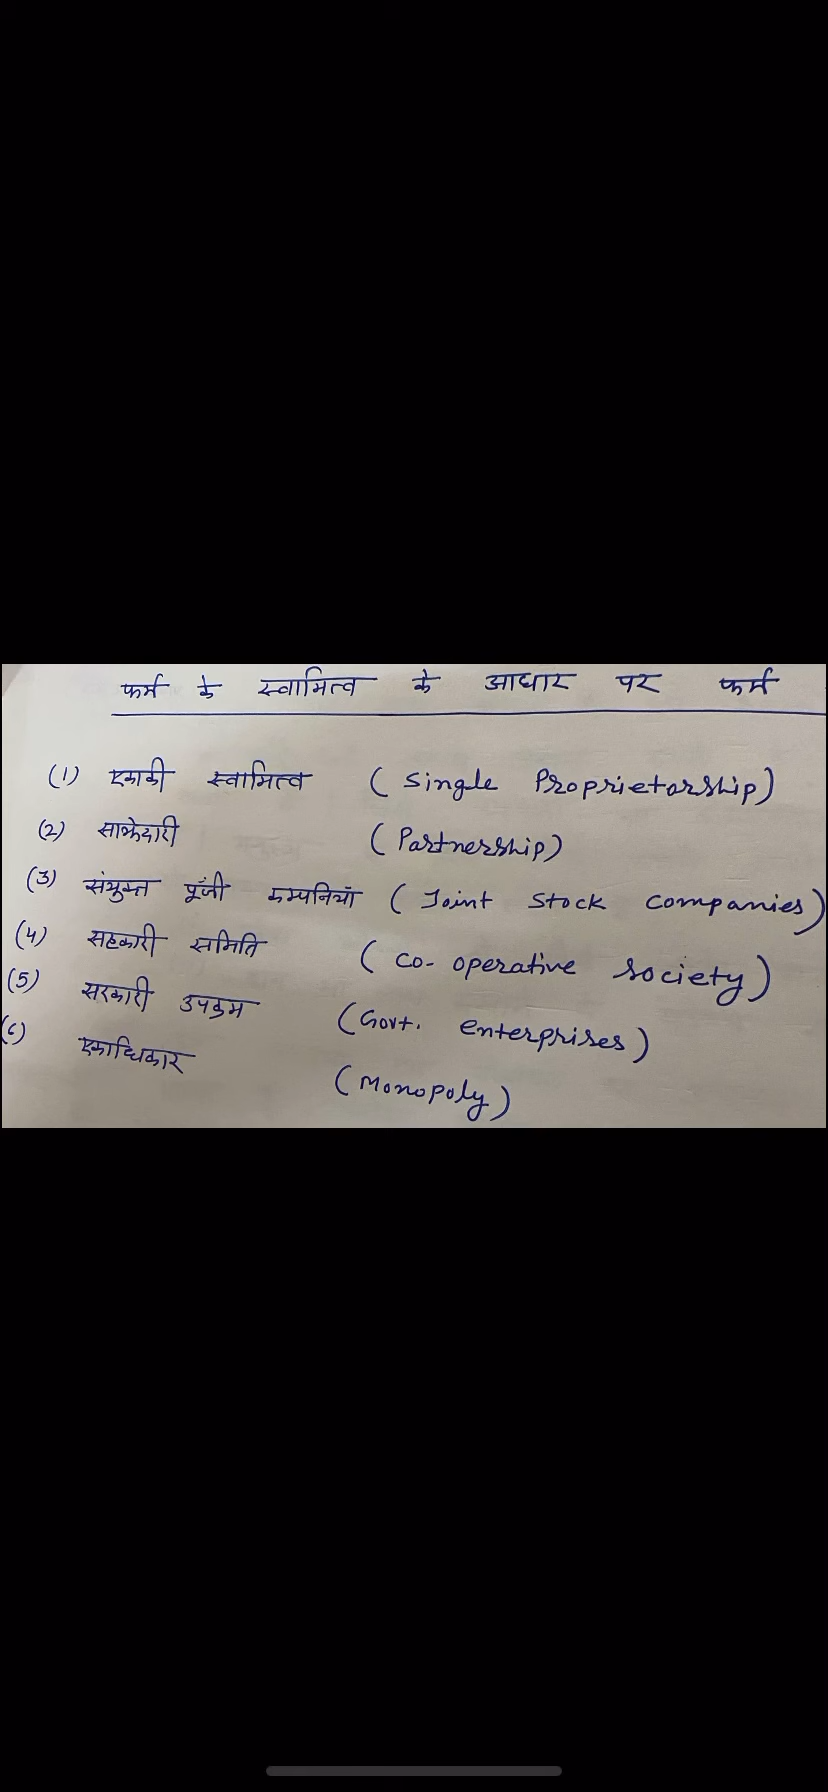 फर्म के स्वामित्व के आधार पर फर्म
(1) एकाकी स्वामित्व (Single Proprietorship)
(2) साझेदारी (Partnership)
(3) संयुक्त पूँजी कम्पनियाँ (Joint Stock Companies)
(4) सहकारी समिति (Co-operative Society)
(5) सरकारी उपक्रम (Govt. enterprises)
(6) एकाधिकार (Monopoly)